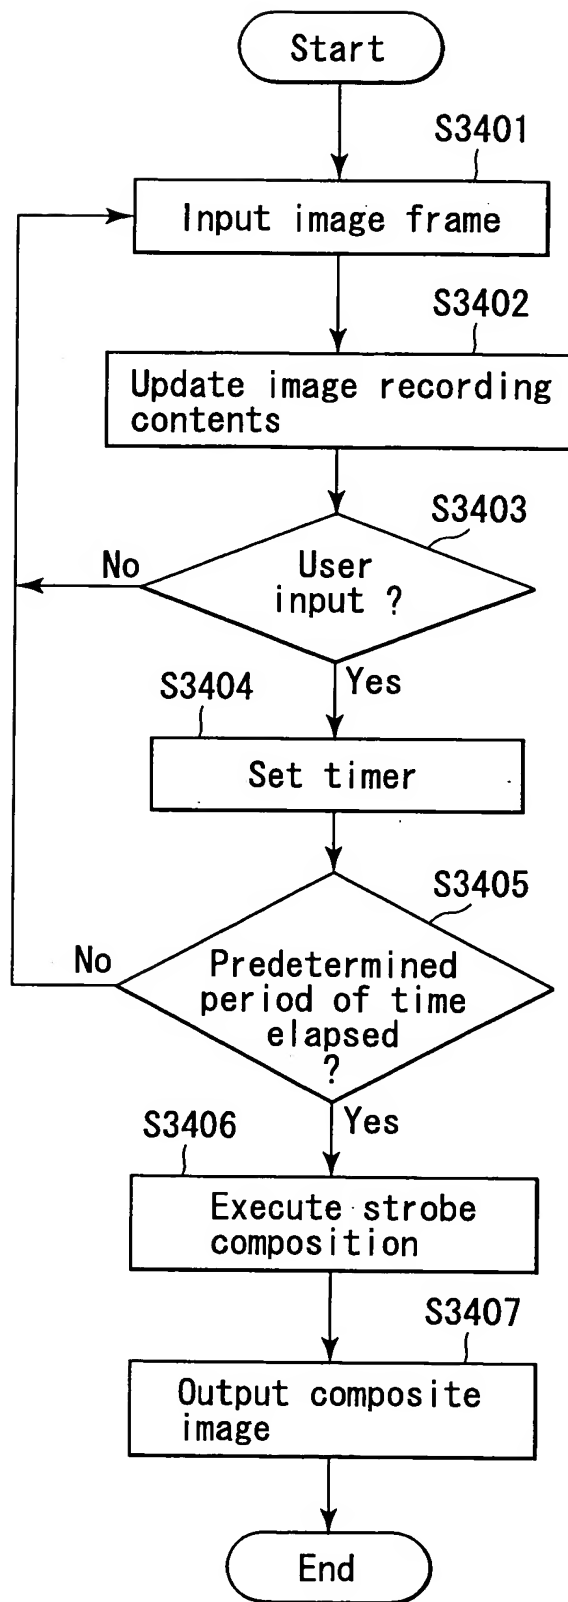 Start
S3401
Input image frame
S3402
Update image recording
contents
S3403
No
User
input ?
Yes
S3404
Set timer
S3405
No
Predetermined
period of time
elapsed
?
Yes
S3406
Execute strobe
composition
S3407
Output composite
image
End